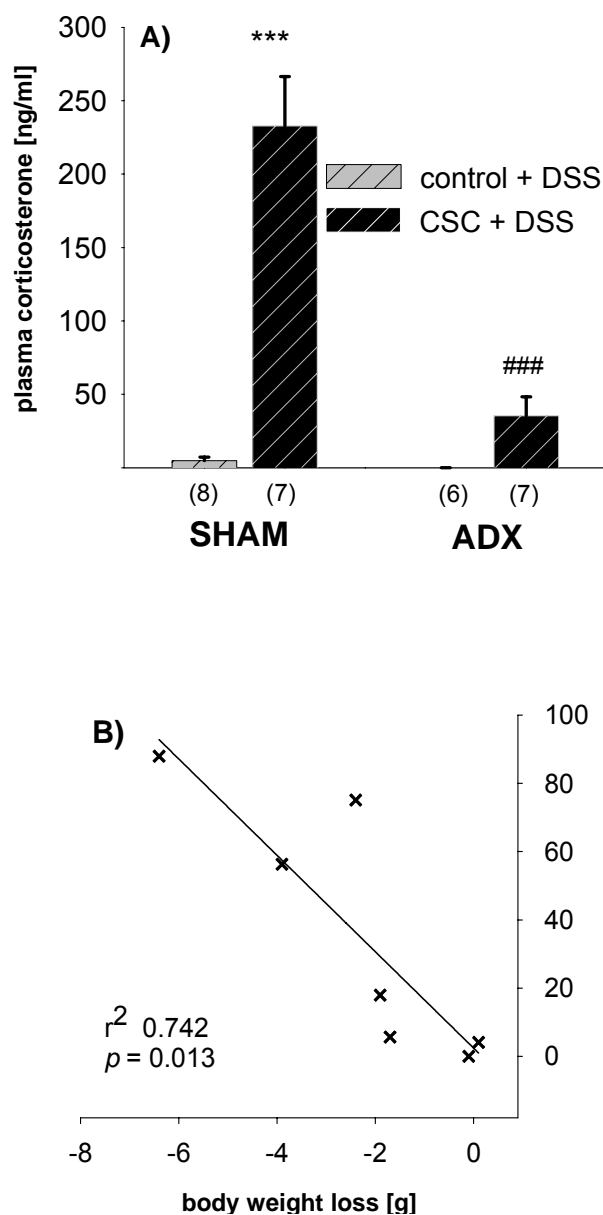 A)
300
250
200
150
100
50
plasma corticosterone [ng/ml]
***
control + DSS
CSC + DSS
###
(8) (7) (6) (7)
SHAM ADX
B)
100
80
60
40
20
0
r² 0.742
p = 0.013
-8 -6 -4 -2 0
body weight loss [g]